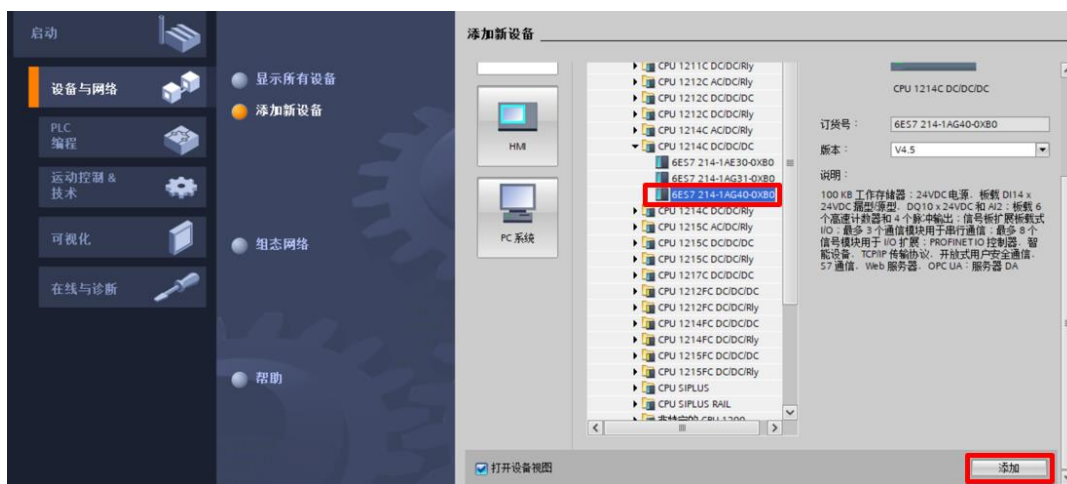 启动
设备与网络
PLC
编程
运动控制 &
技术
可视化
在线与诊断
显示所有设备
添加新设备
组态网络
帮助
添加新设备
HMI
PC 系统
CPU 1211C DC/DC/Rly
CPU 1212C AC/DC/Rly
CPU 1212C DC/DC/DC
CPU 1212C DC/DC/Rly
CPU 1214C AC/DC/Rly
CPU 1214C DC/DC/DC
6ES7 214-1AE30-0XB0
6ES7 214-1AG31-0XB0
6ES7 214-1AG40-0XB0
CPU 1214C DC/DC/Rly
CPU 1215C AC/DC/Rly
CPU 1215C DC/DC/DC
CPU 1215C DC/DC/Rly
CPU 1217C DC/DC/DC
CPU 1212FC DC/DC/DC
CPU 1212FC DC/DC/Rly
CPU 1214FC DC/DC/DC
CPU 1214FC DC/DC/Rly
CPU 1215FC DC/DC/DC
CPU 1215FC DC/DC/Rly
CPU SIPLUS
CPU SIPLUS RAIL
非特定的 CPU 1200
CPU 1214C DC/DC/DC
订货号：
6ES7 214-1AG40-0XB0
版本：
V4.5
说明：
100 KB 工作存储器；24VDC 电源，板载 DI14 x
24VDC 漏型/源型，DQ10 x 24VDC 和 AI2；板载 6
个高速计数器和 4 个脉冲输出；信号板扩展板载式
I/O；最多 3 个通信模块用于串行通信；最多 8 个
信号模块用于 I/O 扩展；PROFINET IO 控制器，智
能设备，TCP/IP 传输协议，开放式用户安全通信，
S7 通信，Web 服务器，OPC UA：服务器 DA
打开设备视图
添加